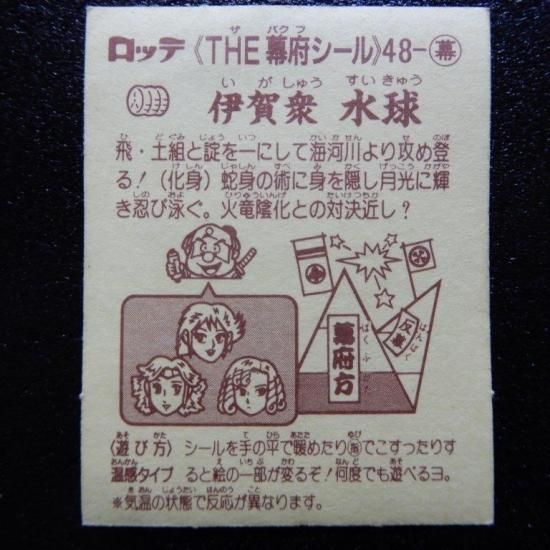 ロッテ《THE幕府シール》48-幕
伊賀衆 水球
飛・土組と掟を一にして海河川より攻め登
る!(化身)蛇身の術に身を隠し月光に輝
き忍び泳ぐ。火竜陰化との対決近し?
幕府方
反幕
〈遊び方〉シールを手の平で暖めたり指でこすったりす
温感タイプ ると絵の一部が変るぞ!何度でも遊べるヨ。
※気温の状態で反応が異なります。